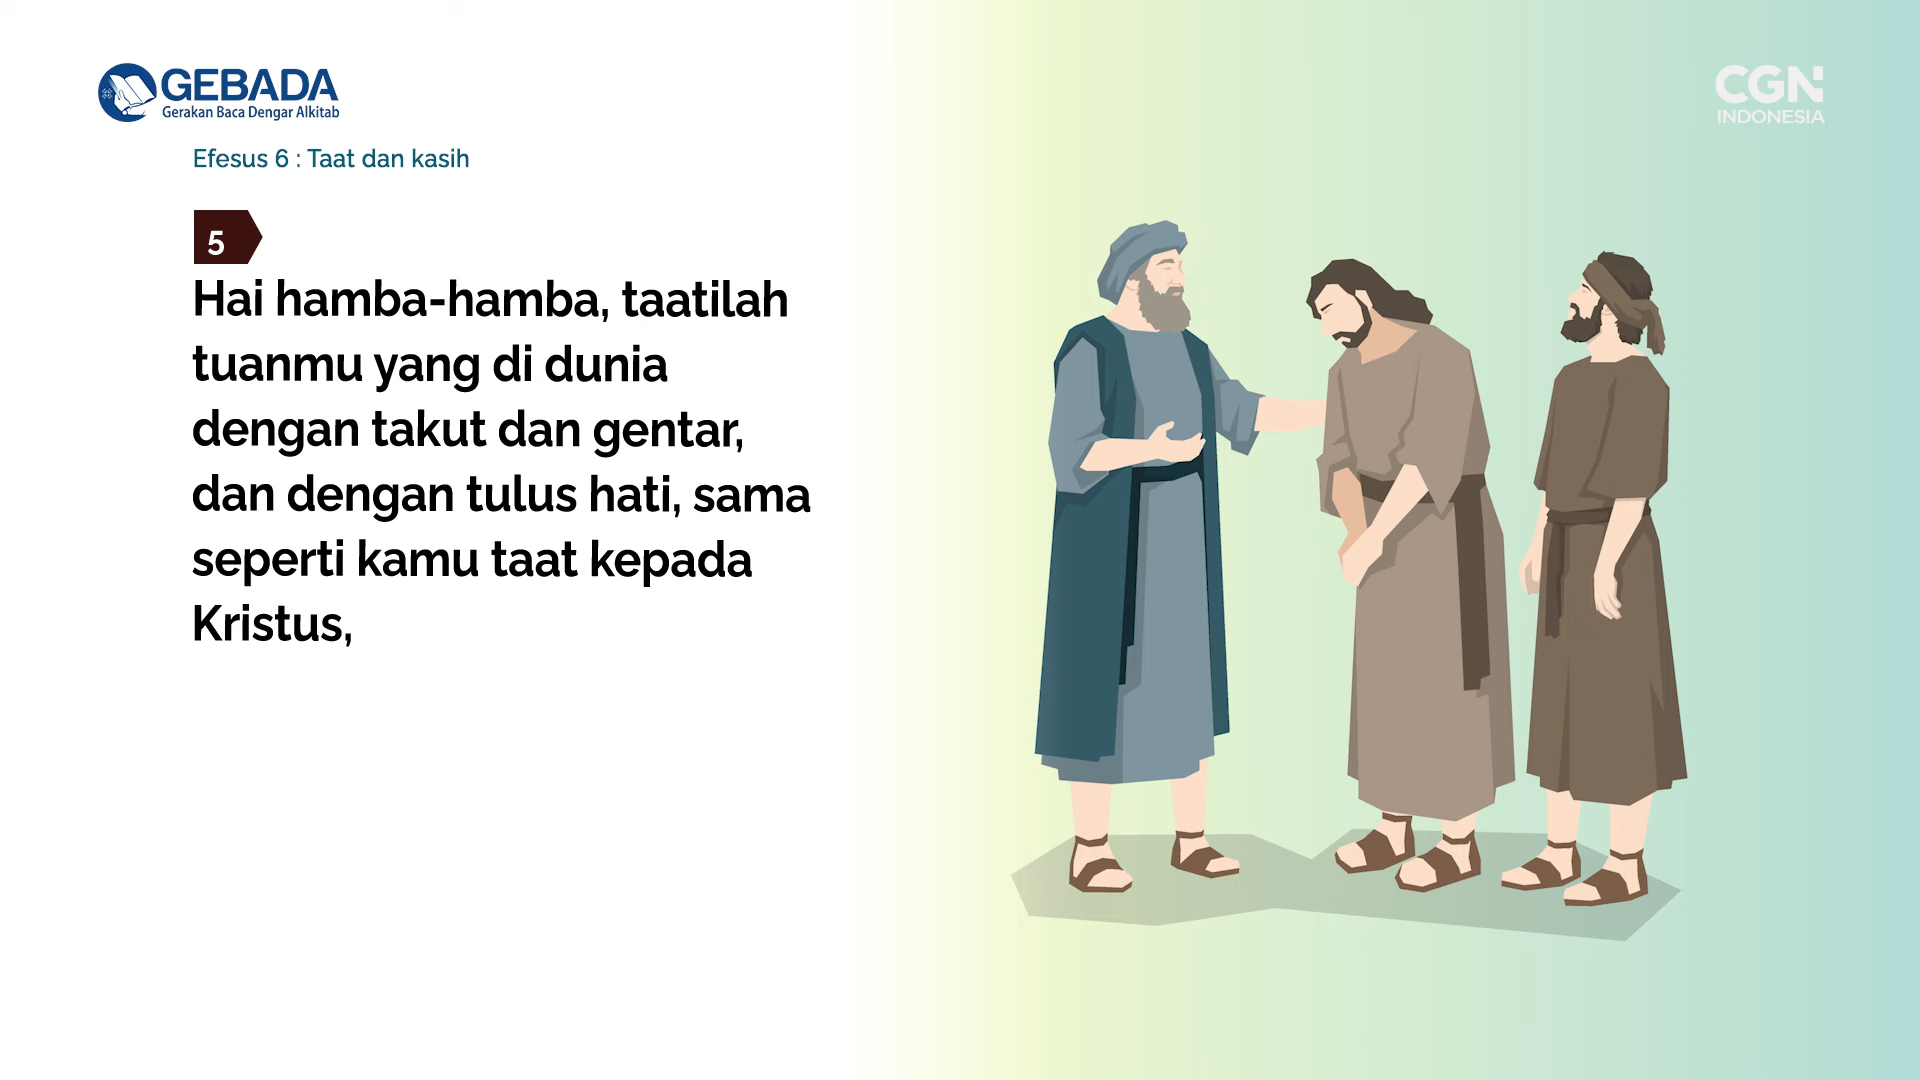 GEBADA
Gerakan Baca Dengar Alkitab
CGN
INDONESIA
Efesus 6 : Taat dan kasih
5
Hai hamba-hamba, taatilah
tuanmu yang di dunia
dengan takut dan gentar,
dan dengan tulus hati, sama
seperti kamu taat kepada
Kristus,